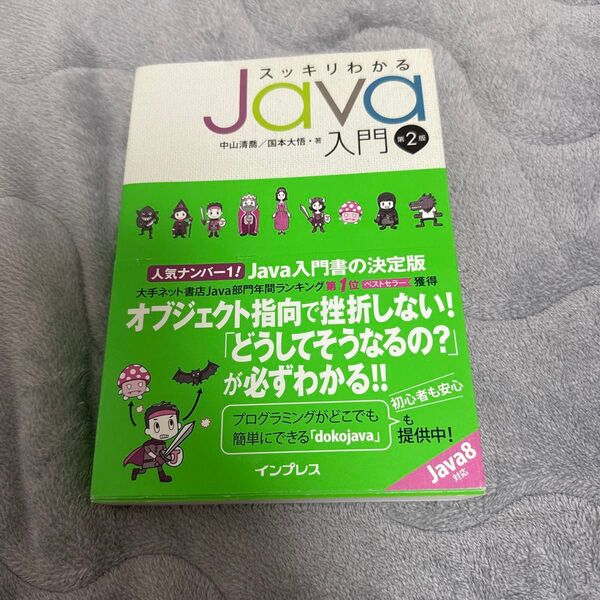 スッキリわかる
Java
中山清喬／国本大悟・著
入門 第2版
人気ナンバー1! Java入門書の決定版
大手ネット書店Java部門年間ランキング第1位 ベストセラー 獲得
オブジェクト指向で挫折しない!
「どうしてそうなるの?」
が必ずわかる!!
初心者も安心
プログラミングがどこでも
簡単にできる「dokojava」
も
提供中!
インプレス
Java8
対応